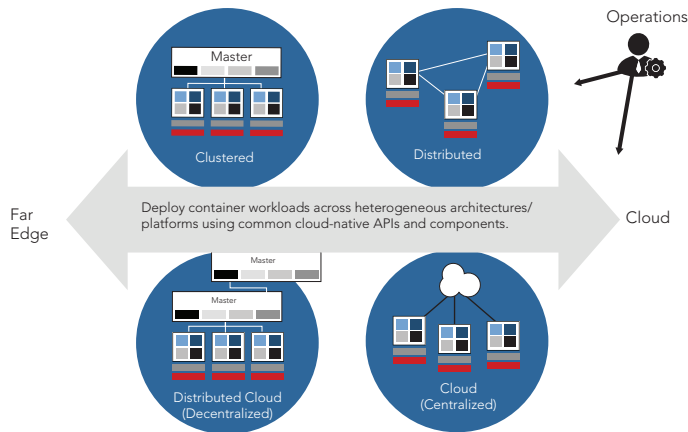 Operations
Master
Clustered
Distributed
Far
Edge
Deploy container workloads across heterogeneous architectures/
platforms using common cloud-native APIs and components.
Cloud
Master
Master
Distributed Cloud
(Decentralized)
Cloud
(Centralized)